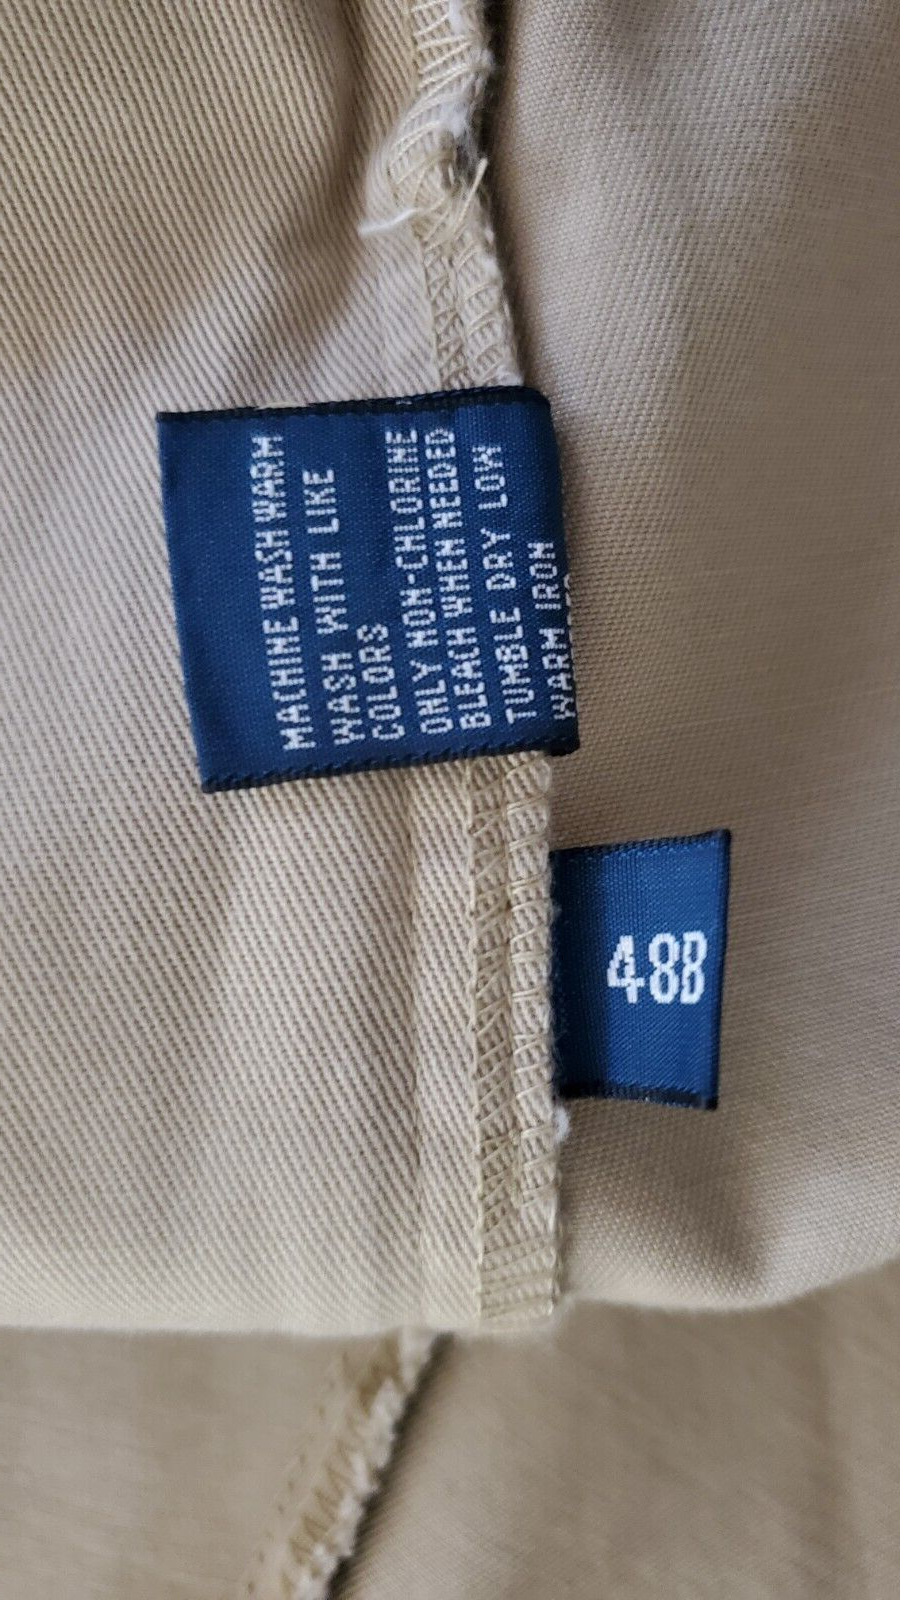 MACHINE WASH WARM
WASH WITH LIKE
COLORS
ONLY NON-CHLORINE
BLEACH WHEN NEEDED
TUMBLE DRY LOW
WARM IRON
48B